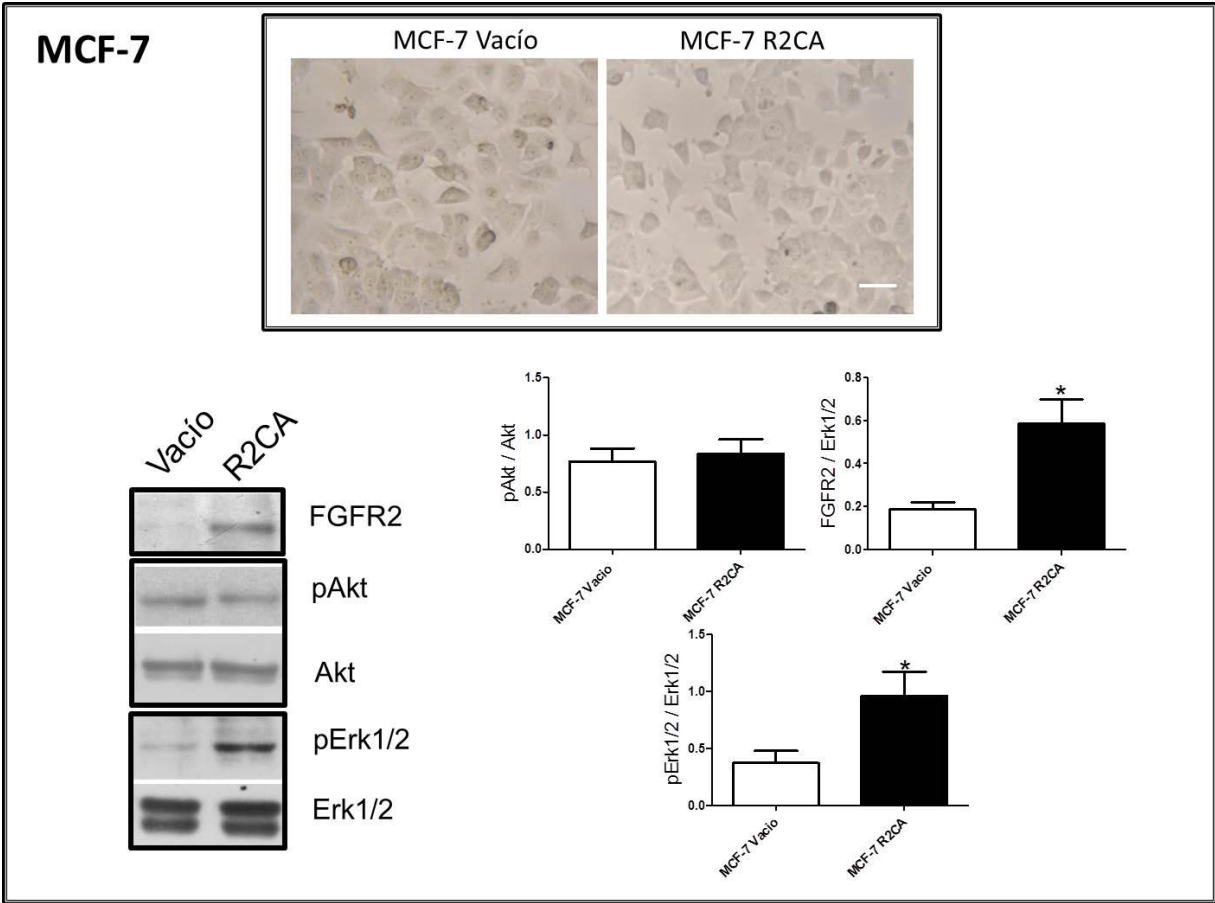 MCF-7
MCF-7 Vacío
MCF-7 R2CA
Vacío
R2CA
FGFR2
pAkt
Akt
pErk1/2
Erk1/2
pAkt / Akt
1.5
1.0
0.5
0.0
MCF-7 Vacio
MCF-7 R2CA
FGFR2 / Erk1/2
0.8
0.6
0.4
0.2
0.0
*
MCF-7 Vacio
MCF-7 R2CA
pErk1/2 / Erk1/2
1.5
1.0
0.5
0.0
*
MCF-7 Vacio
MCF-7 R2CA